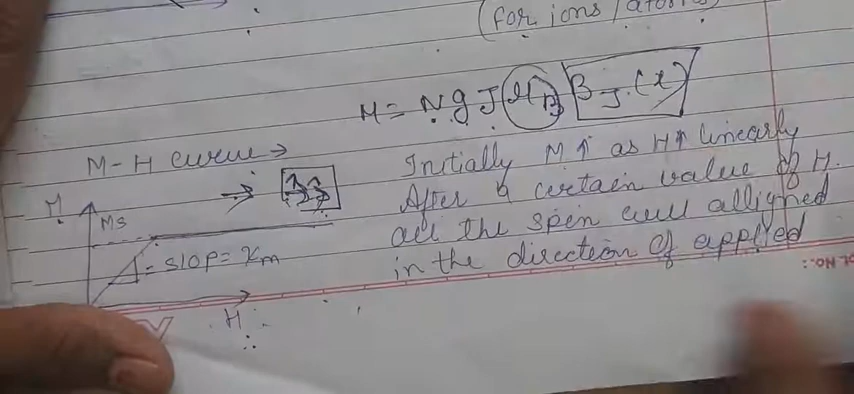 (for ions / atoms)
M = N g J μB BJ (x)
M-H curve →
Initially M↑ as H↑ linearly
After a certain value of H.
all the spin will alligned
in the direction of applied
M
Ms
slop = χm
H